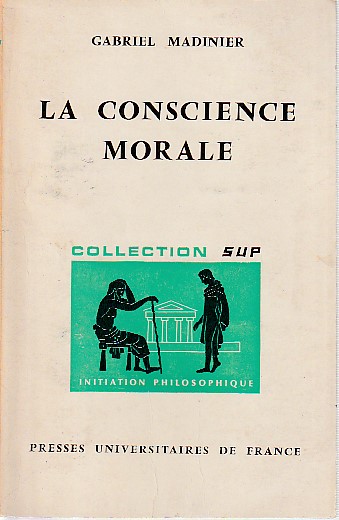 GABRIEL MADINIER
LA CONSCIENCE
MORALE
COLLECTION SUP
INITIATION PHILOSOPHIQUE
PRESSES UNIVERSITAIRES DE FRANCE